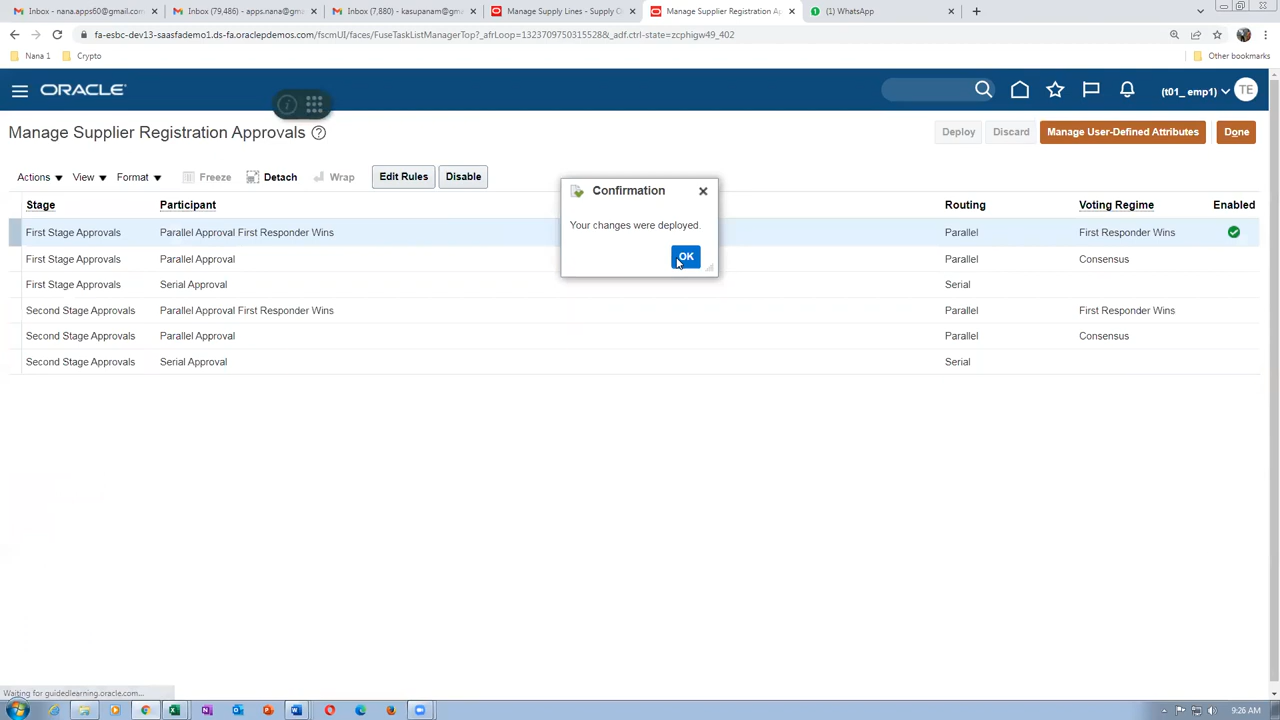 Inbox - nana.apps60@gmail.com
Inbox (79,486) - apps.nana@gm
Inbox (7,880) - kasupanam@gm
Manage Supply Lines - Supply C
Manage Supplier Registration Ap
(1) WhatsApp
fa-esbc-dev13-saasfademo1.ds-fa.oraclepdemos.com/fscmUI/faces/FuseTaskListManagerTop?_afrLoop=1323709750315528&_adf.ctrl-state=zcphigw49_402
Nana 1
Crypto
Other bookmarks
ORACLE
(t01_ emp1)
TE
Manage Supplier Registration Approvals
Deploy
Discard
Manage User-Defined Attributes
Done
Actions
View
Format
Freeze
Detach
Wrap
Edit Rules
Disable
Stage
Participant
Routing
Voting Regime
Enabled
First Stage Approvals
Parallel Approval First Responder Wins
Parallel
First Responder Wins
First Stage Approvals
Parallel Approval
Parallel
Consensus
First Stage Approvals
Serial Approval
Serial
Second Stage Approvals
Parallel Approval First Responder Wins
Parallel
First Responder Wins
Second Stage Approvals
Parallel Approval
Parallel
Consensus
Second Stage Approvals
Serial Approval
Serial
Confirmation
Your changes were deployed.
OK
Waiting for guidedlearning.oracle.com...
9:26 AM